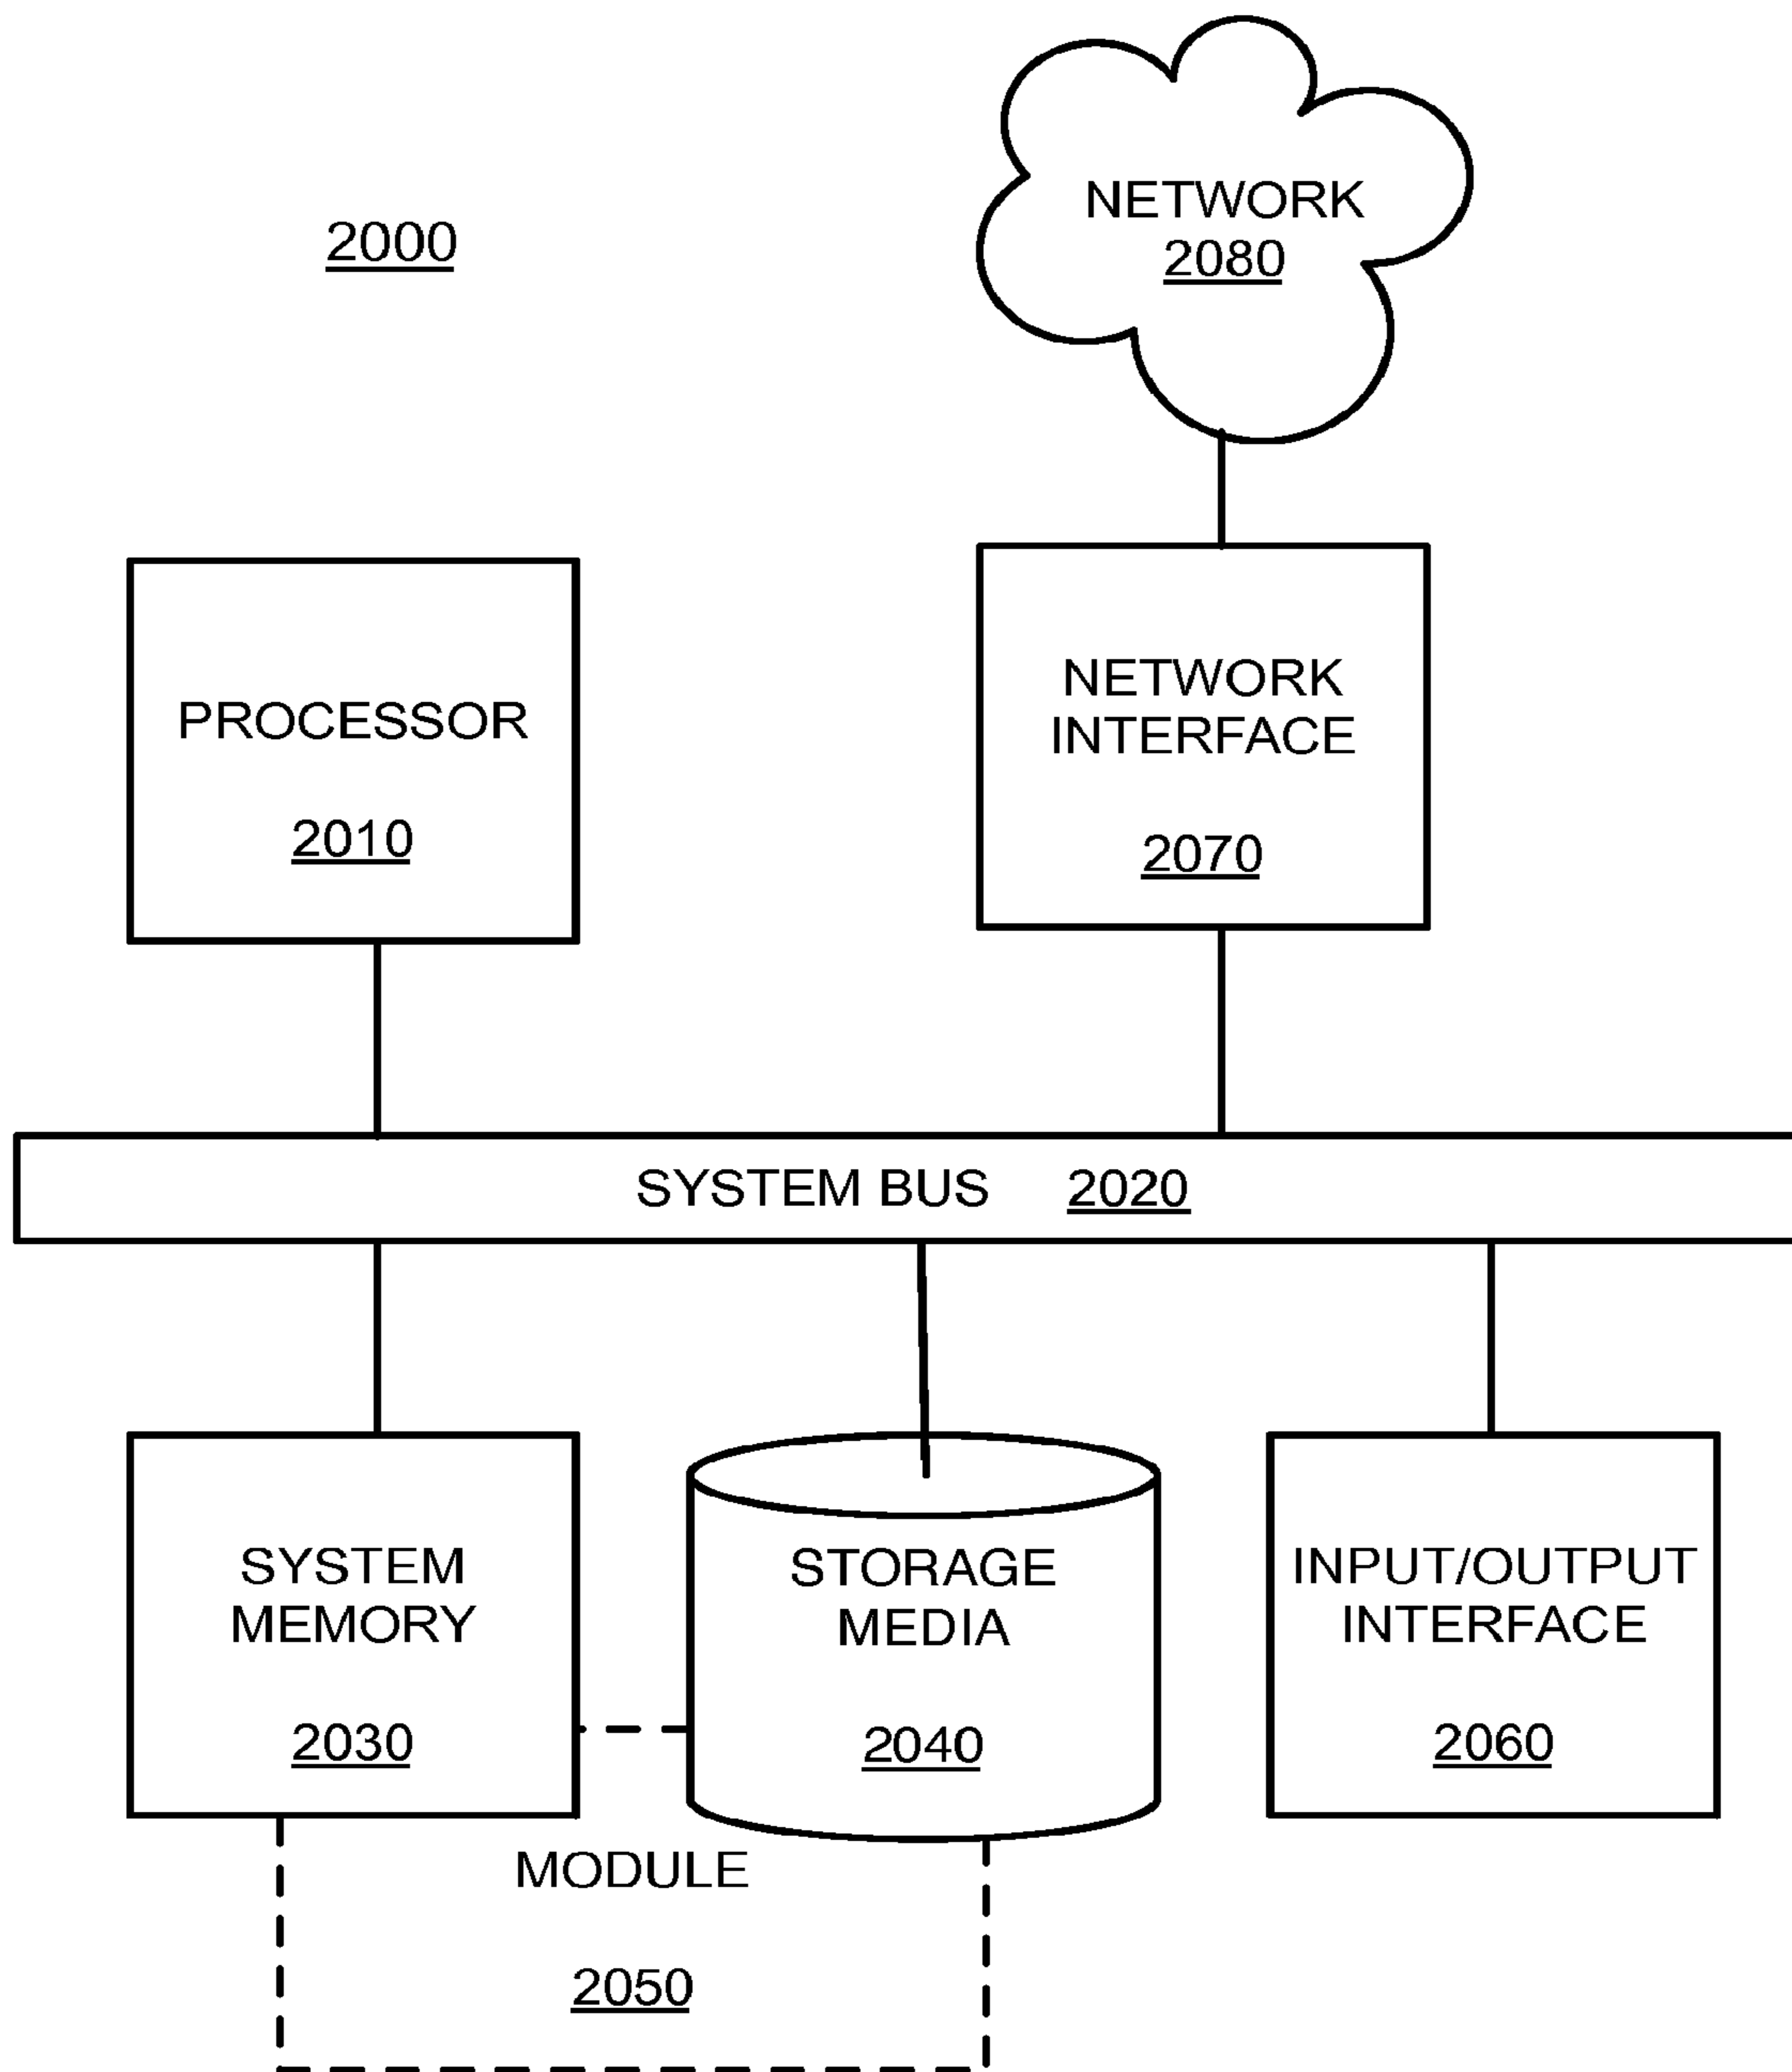 2000
NETWORK
2080
PROCESSOR
2010
NETWORK
INTERFACE
2070
SYSTEM BUS 2020
SYSTEM
MEMORY
2030
STORAGE
MEDIA
2040
INPUT/OUTPUT
INTERFACE
2060
MODULE
2050